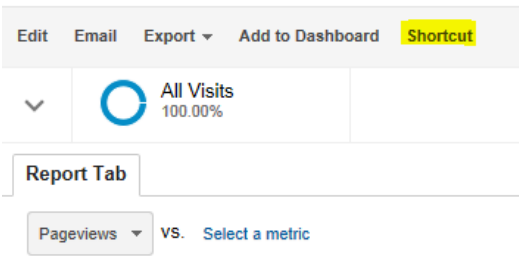 Edit Email Export Add to Dashboard Shortcut
All Visits
100.00%
Report Tab
Pageviews VS. Select a metric